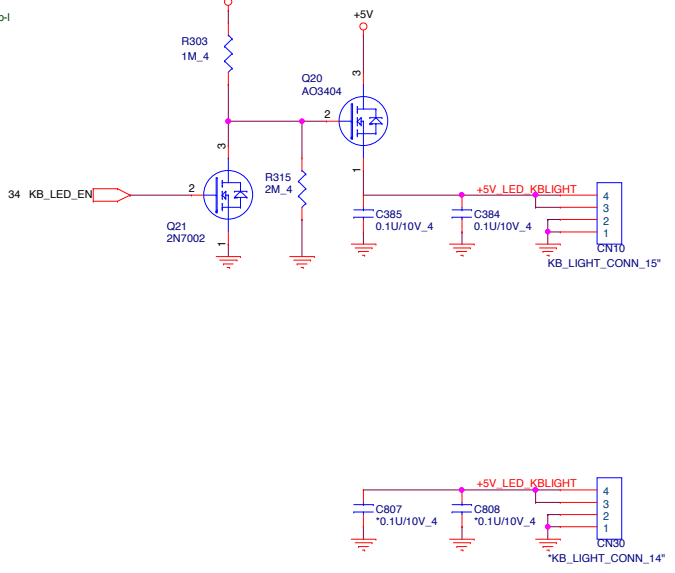 +5V
R303
1M_4
3
Q20
AO3404
2
3
1
R315
2M_4
34 KB_LED_EN
2
Q21
2N7002
1
+5V_LED_KBLIGHT
C385
0.1U/10V_4
C384
0.1U/10V_4
4
3
2
1
CN10
KB_LIGHT_CONN_15"
+5V_LED_KBLIGHT
C807
*0.1U/10V_4
C808
*0.1U/10V_4
4
3
2
1
CN30
*KB_LIGHT_CONN_14"